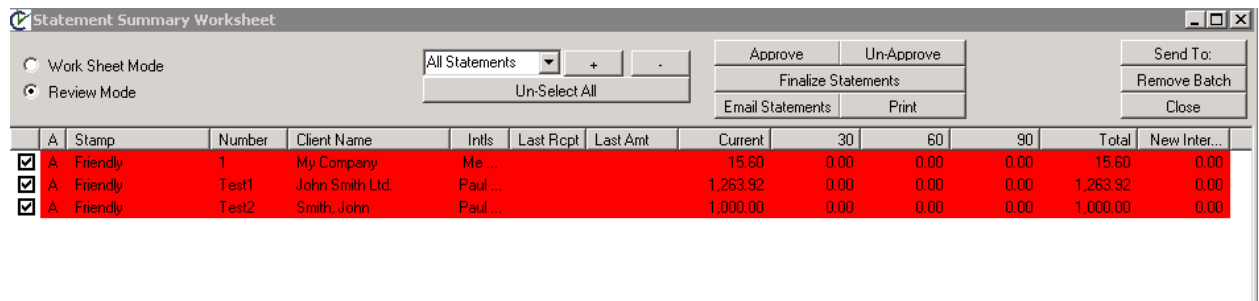 Statement Summary Worksheet
Work Sheet Mode
Review Mode
All Statements + -
Un-Select All
Approve Un-Approve
Finalize Statements
Email Statements Print
Send To:
Remove Batch
Close
A Stamp Number Client Name Intls Last Rcpt Last Amt Current 30 60 90 Total New Inter...
A Friendly 1 My Company Me ... 15.60 0.00 0.00 0.00 15.60 0.00
A Friendly Test1 John Smith Ltd. Paul ... 1,263.92 0.00 0.00 0.00 1,263.92 0.00
A Friendly Test2 Smith, John Paul ... 1,000.00 0.00 0.00 0.00 1,000.00 0.00